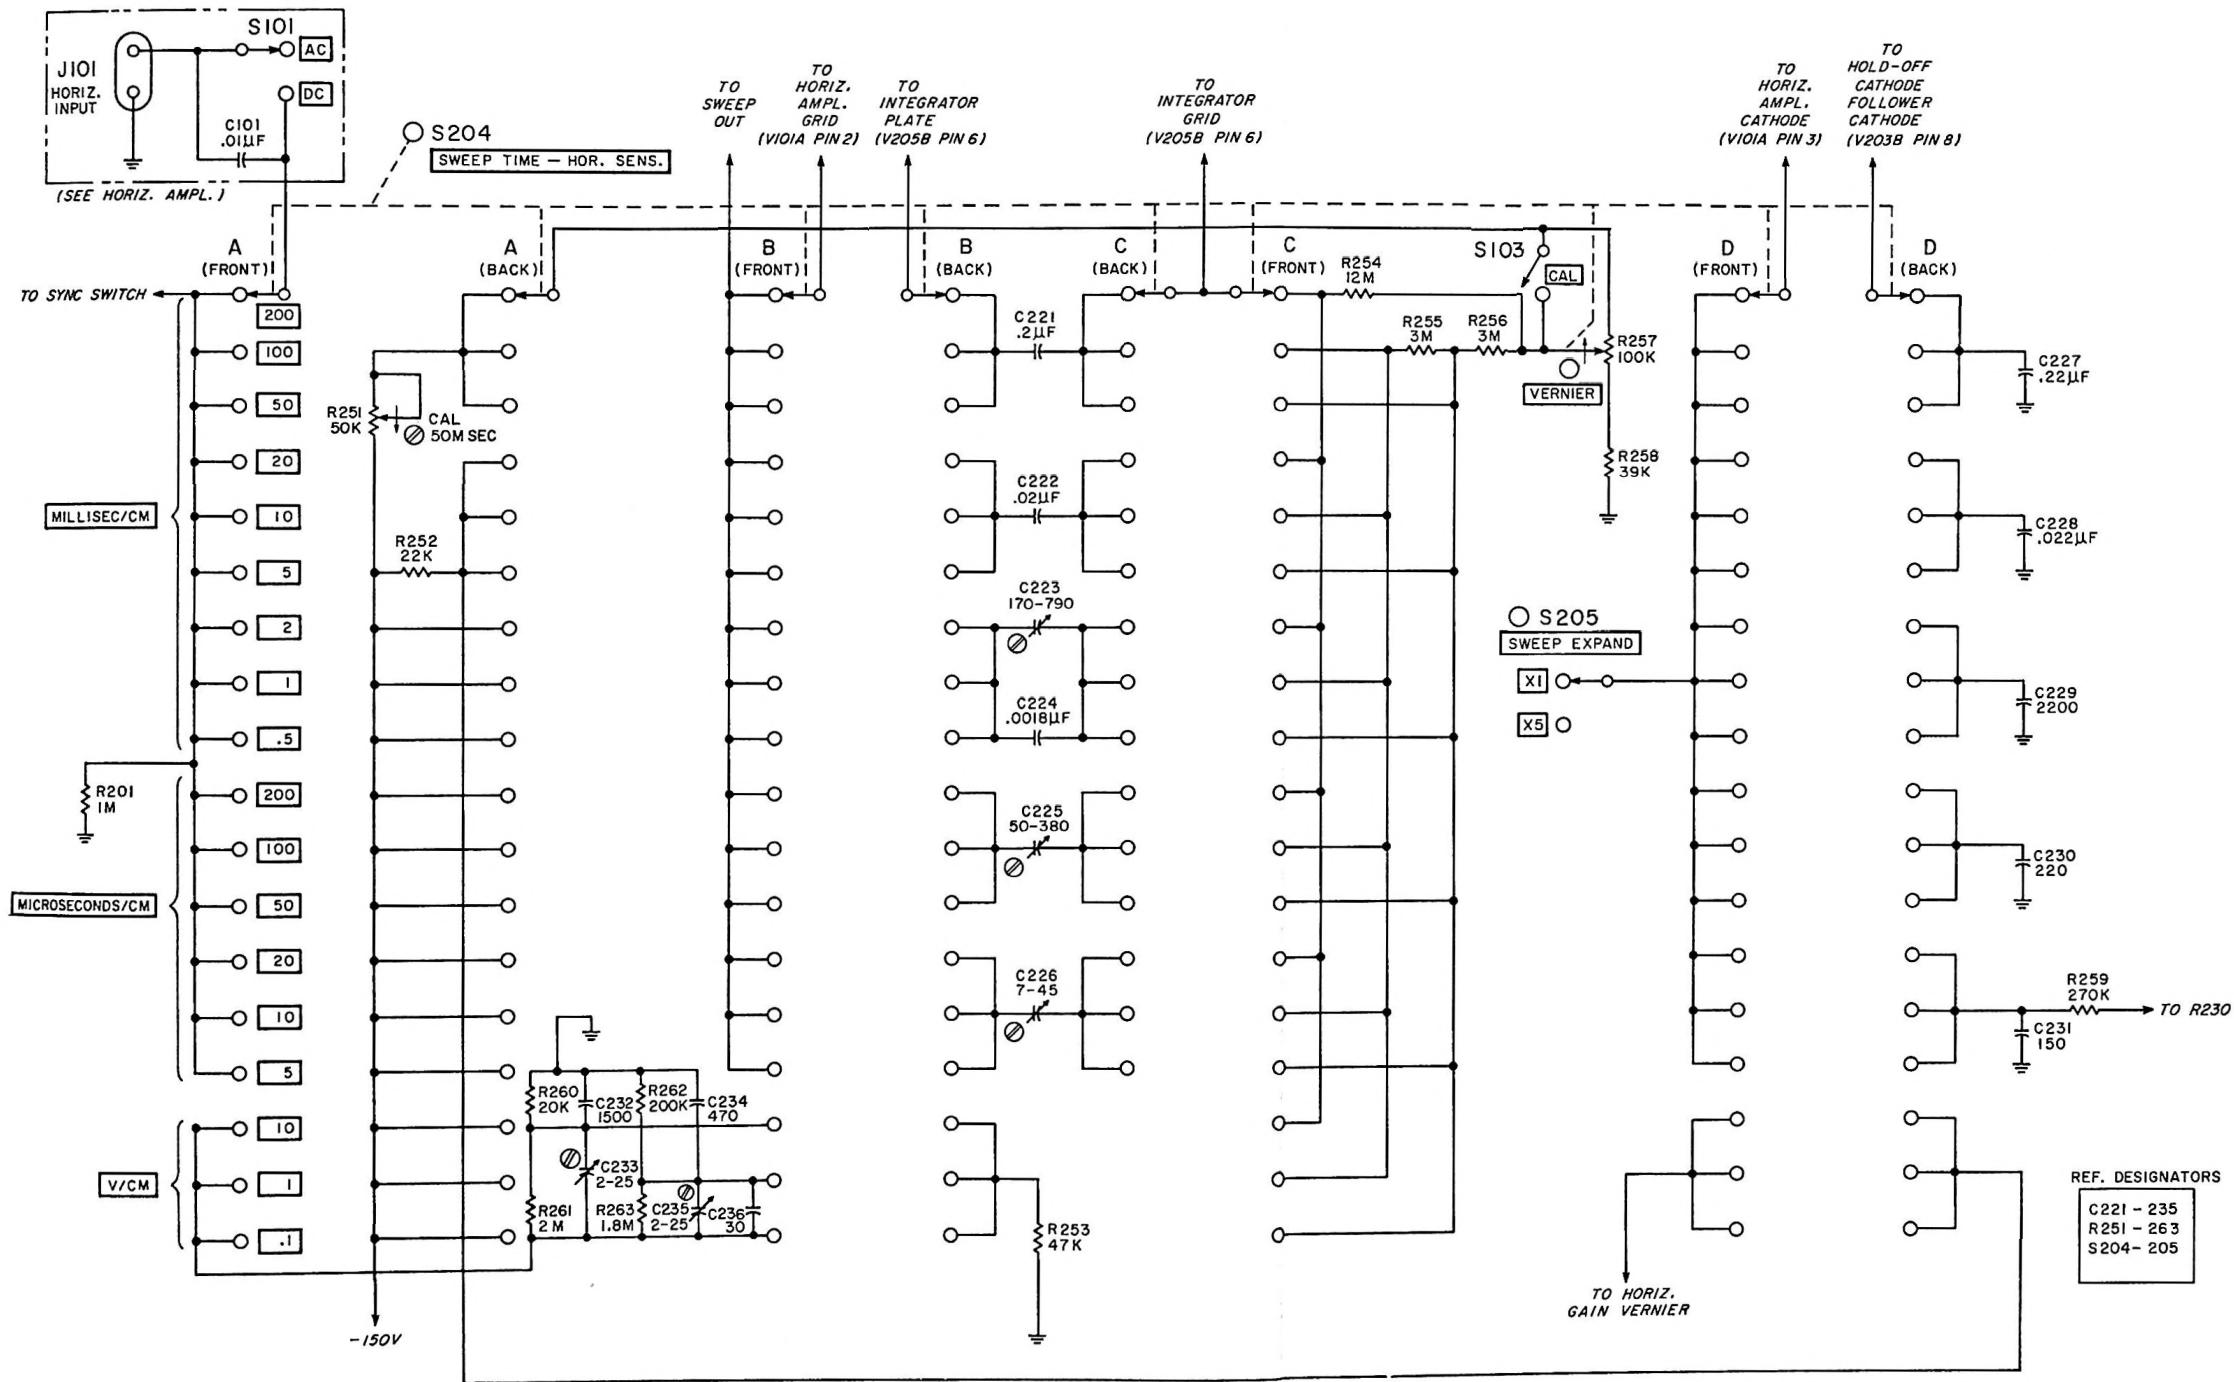 S101
AC
J101
HORIZ.
INPUT
DC
C101
.01µF
(SEE HORIZ. AMPL.)
S204
SWEEP TIME — HOR. SENS.
TO
SWEEP
OUT
TO
HORIZ.
AMPL.
GRID
(V101A PIN 2)
TO
INTEGRATOR
PLATE
(V205B PIN 6)
TO
INTEGRATOR
GRID
(V205B PIN 6)
TO
HORIZ.
AMPL.
CATHODE
(V101A PIN 3)
TO
HOLD-OFF
CATHODE
FOLLOWER
CATHODE
(V203B PIN 8)
A
(FRONT)
A
(BACK)
B
(FRONT)
B
(BACK)
C
(BACK)
C
(FRONT)
D
(FRONT)
D
(BACK)
TO SYNC SWITCH
200
100
50
20
10
5
2
1
.5
MILLISEC/CM
R201
1M
200
100
50
20
10
5
MICROSECONDS/CM
10
1
.1
V/CM
R251
50K
CAL
50M SEC
R252
22K
-150V
R260
20K
C232
1500
R262
200K
C234
470
C233
2-25
R261
2M
R263
1.8M
C235
2-25
C236
30
C221
.2µF
C222
.02µF
C223
170-790
C224
.0018µF
C225
50-380
C226
7-45
R253
47K
R254
12M
R255
3M
R256
3M
S103
CAL
R257
100K
VERNIER
R258
39K
S205
SWEEP EXPAND
X1
X5
TO HORIZ.
GAIN VERNIER
C227
.22µF
C228
.022µF
C229
2200
C230
220
R259
270K
TO R230
C231
150
REF. DESIGNATORS
C221 - 235
R251 - 263
S204 - 205